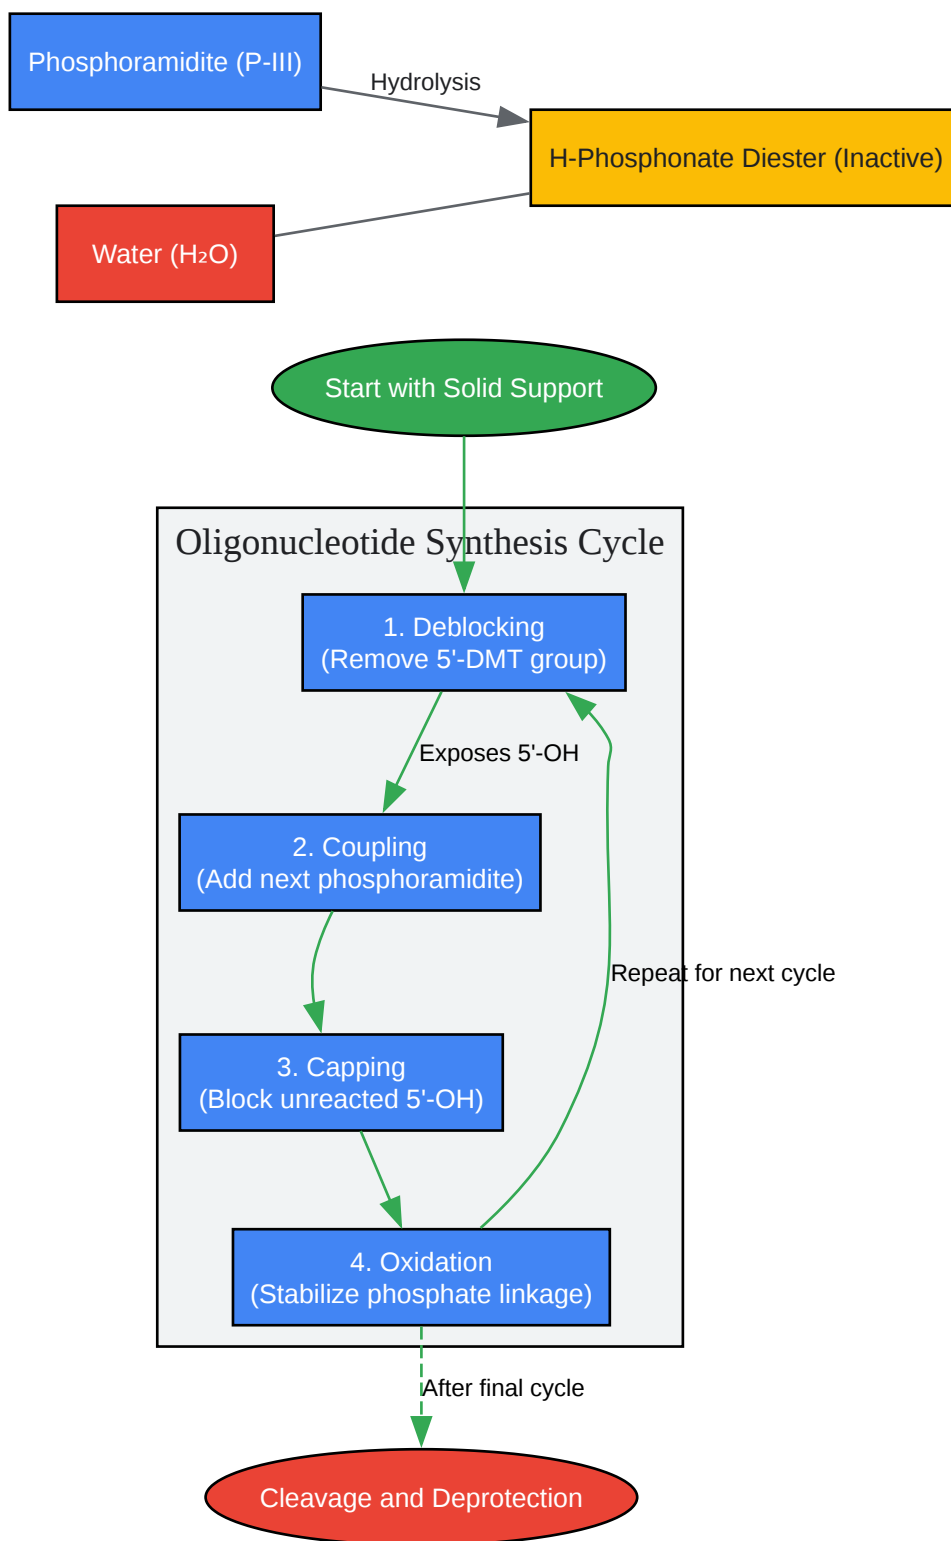 Phosphoramidite (P-III)
Hydrolysis
H-Phosphonate Diester (Inactive)
Water (H₂O)
Start with Solid Support
Oligonucleotide Synthesis Cycle
1. Deblocking
(Remove 5'-DMT group)
Exposes 5'-OH
2. Coupling
(Add next phosphoramidite)
Repeat for next cycle
3. Capping
(Block unreacted 5'-OH)
4. Oxidation
(Stabilize phosphate linkage)
After final cycle
Cleavage and Deprotection